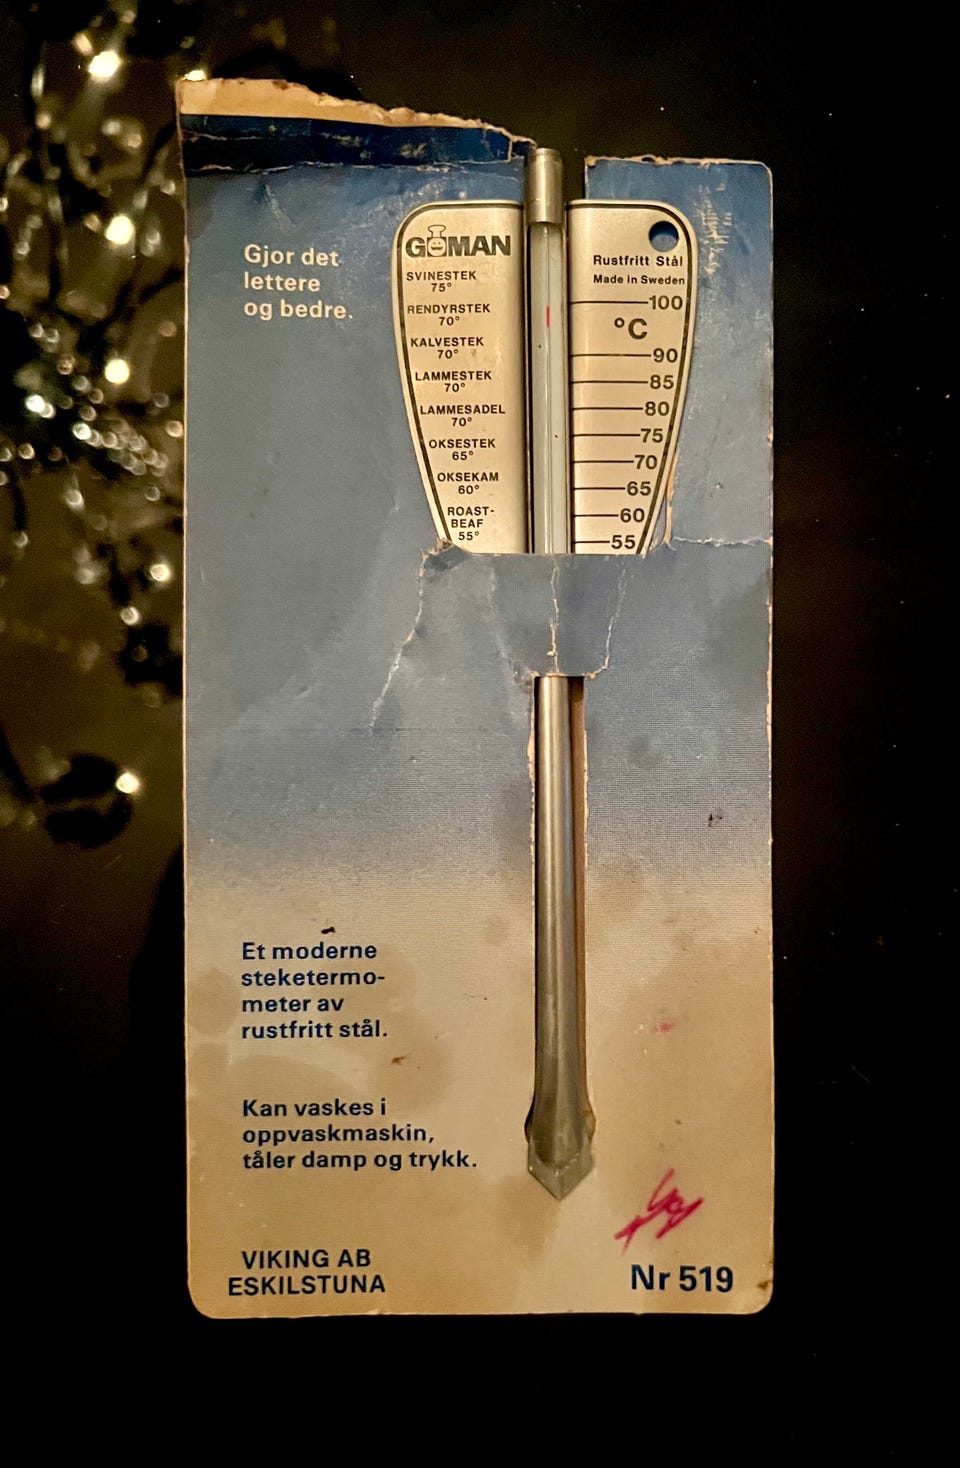 Gjor det
lettere
og bedre.
GÖMAN
SVINESTEK
75°
RENDYRSTEK
70°
KALVESTEK
70°
LAMMESTEK
70°
LAMMESADEL
70°
OKSESTEK
65°
OKSEKAM
60°
ROAST-
BEAF
55°
Rustfritt Stål
Made in Sweden
100
°C
90
85
80
75
70
65
60
55
Et moderne
steketermo-
meter av
rustfritt stål.
Kan vaskes i
oppvaskmaskin,
tåler damp og trykk.
VIKING AB
ESKILSTUNA
Nr 519